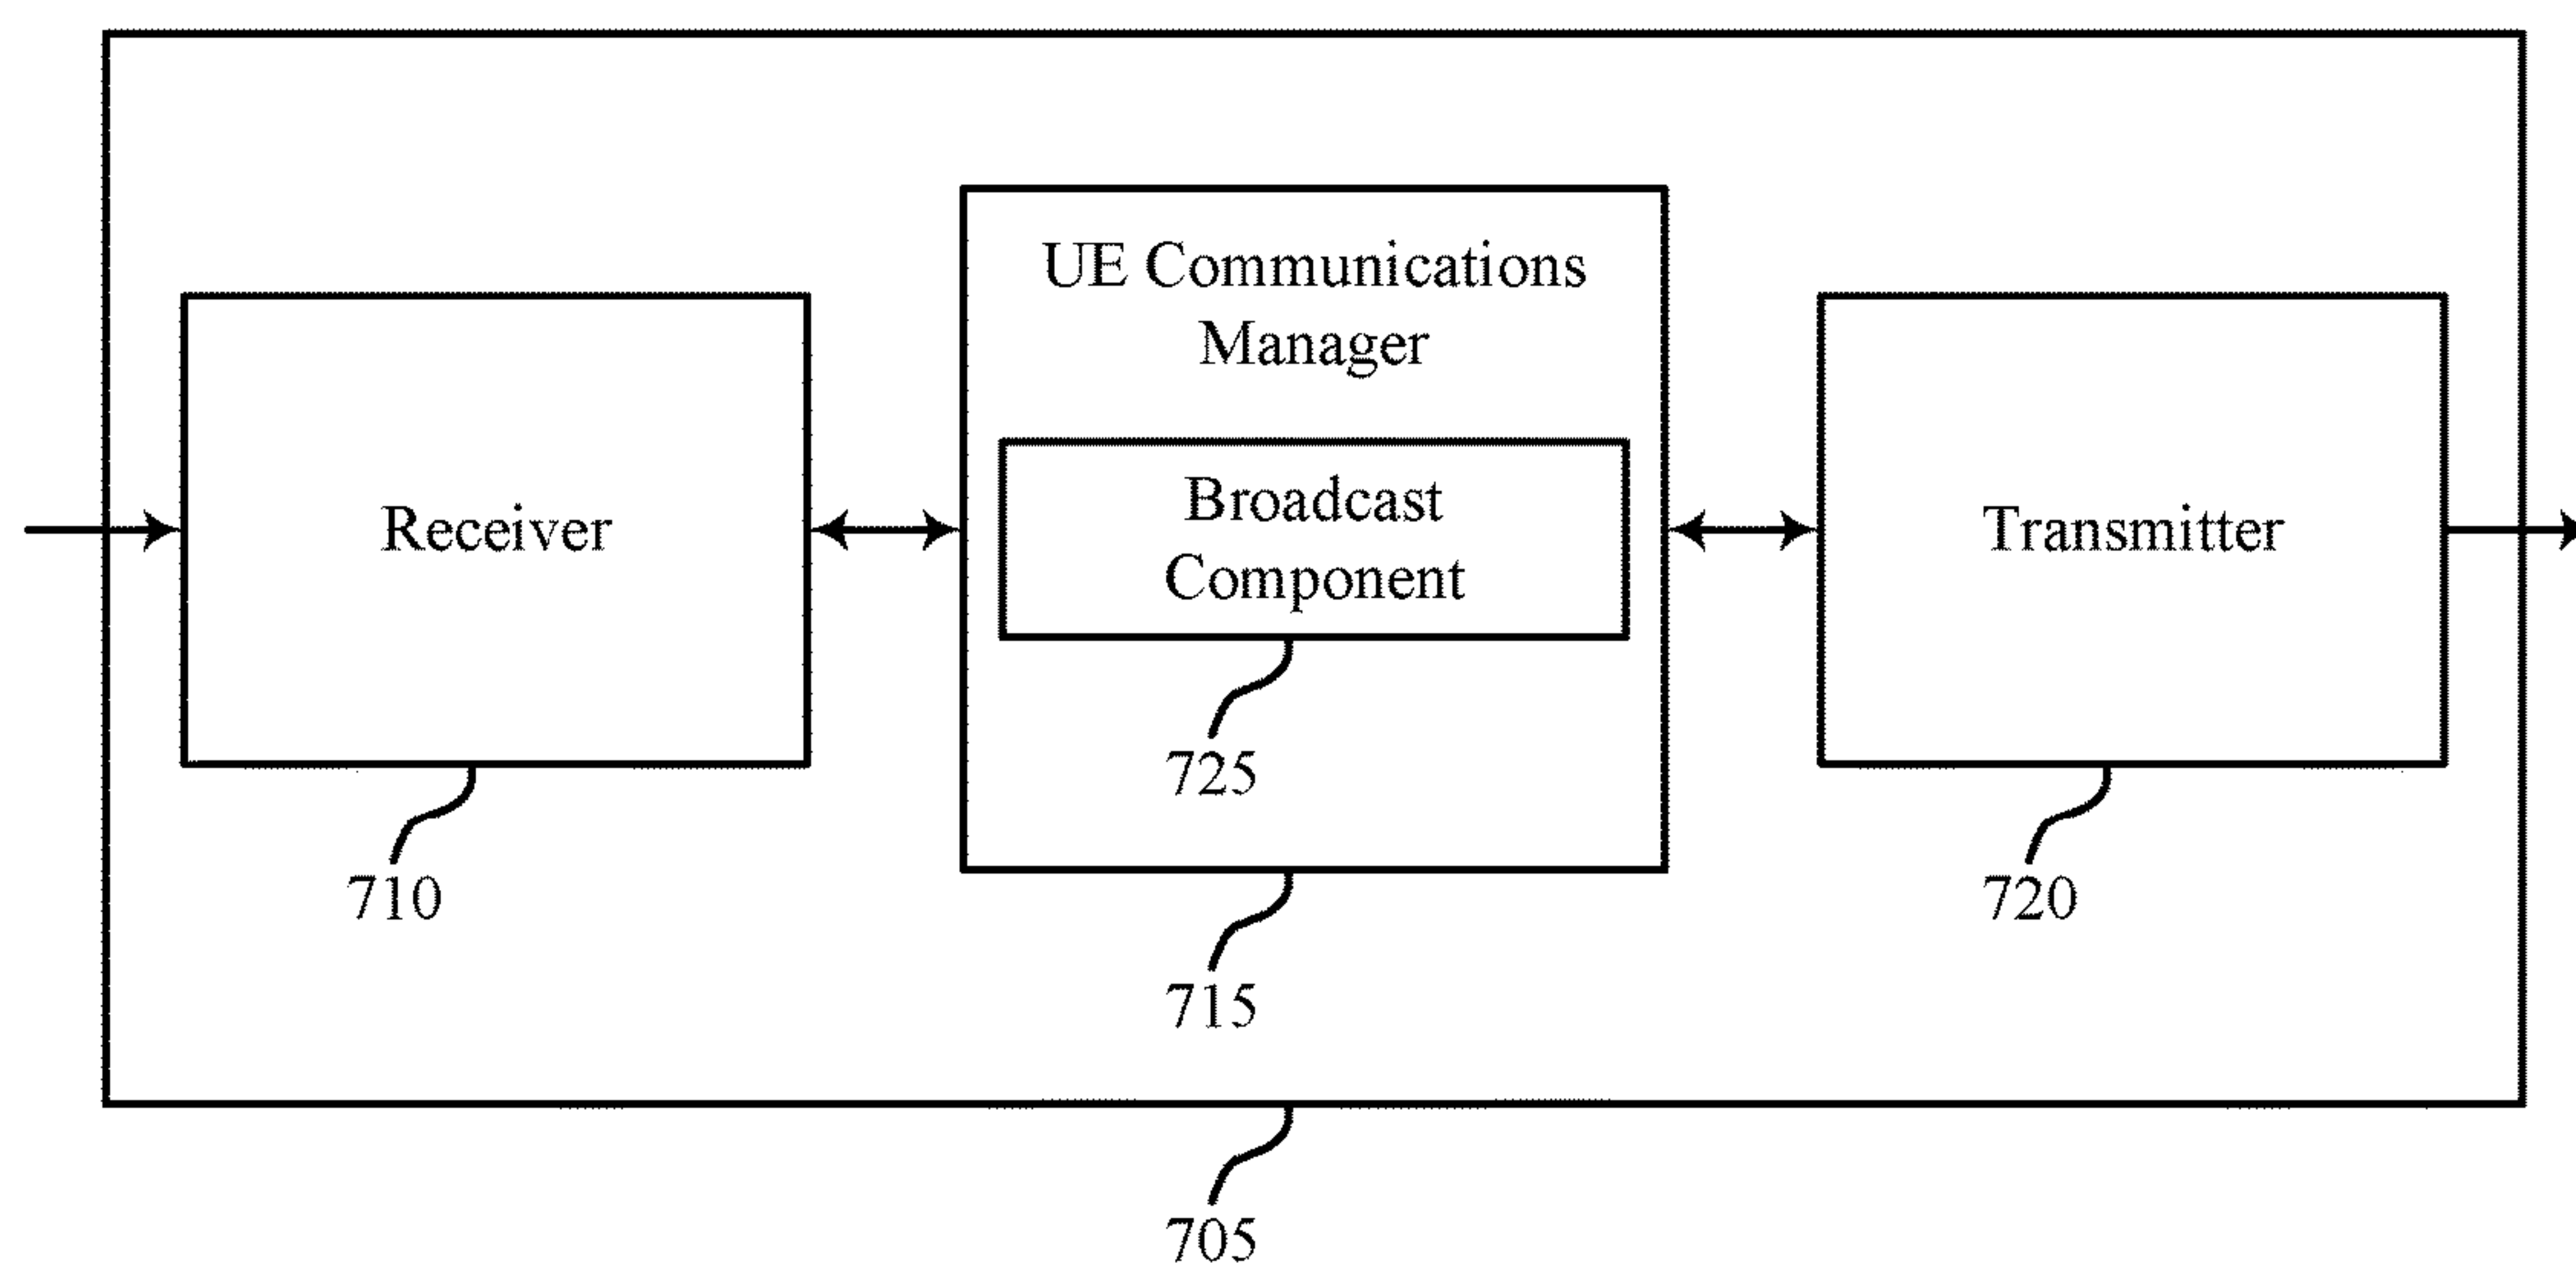 UE Communications
Manager
Receiver
Broadcast
Component
Transmitter
725
710
720
715
705